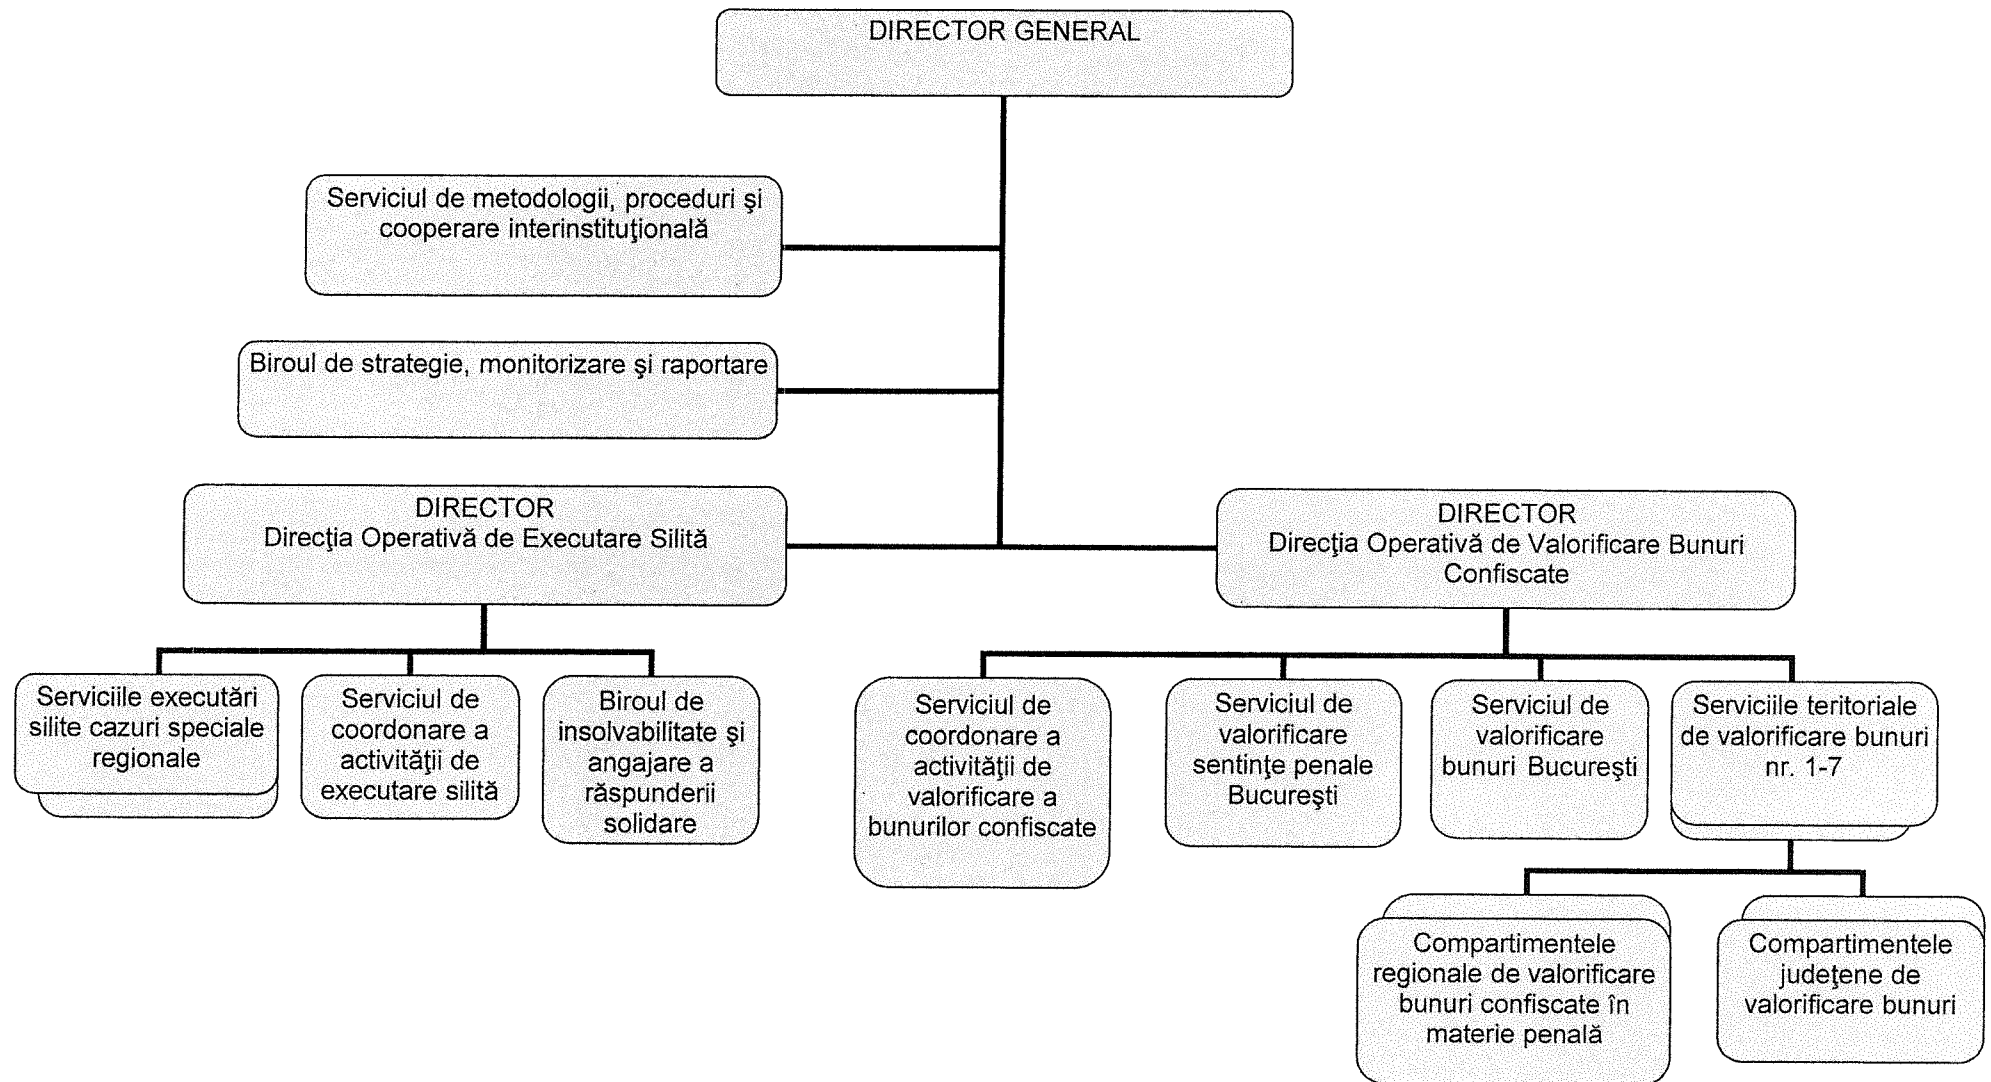 DIRECTOR GENERAL
Serviciul de metodologii, proceduri şi
cooperare interinstituţională
Biroul de strategie, monitorizare şi raportare
DIRECTOR
Direcţia Operativă de Executare Silită
DIRECTOR
Direcţia Operativă de Valorificare Bunuri
Confiscate
Serviciile executări
silite cazuri speciale
regionale
Serviciul de
coordonare a
activităţii de
executare silită
Biroul de
insolvabilitate şi
angajare a
răspunderii
solidare
Serviciul de
coordonare a
activităţii de
valorificare a
bunurilor confiscate
Serviciul de
valorificare
sentinţe penale
Bucureşti
Serviciul de
valorificare
bunuri Bucureşti
Serviciile teritoriale
de valorificare bunuri
nr. 1-7
Compartimentele
regionale de valorificare
bunuri confiscate în
materie penală
Compartimentele
judeţene de
valorificare bunuri